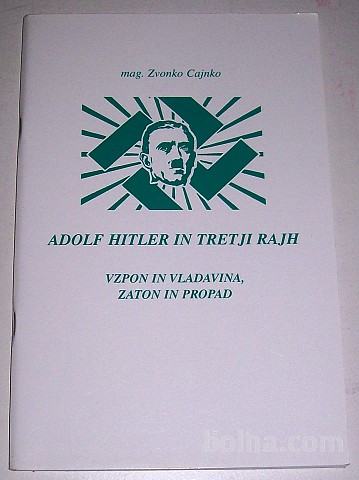 mag. Zvonko Cajnko
ADOLF HITLER IN TRETJI RAJH
VZPON IN VLADAVINA,
ZATON IN PROPAD
bolha.com